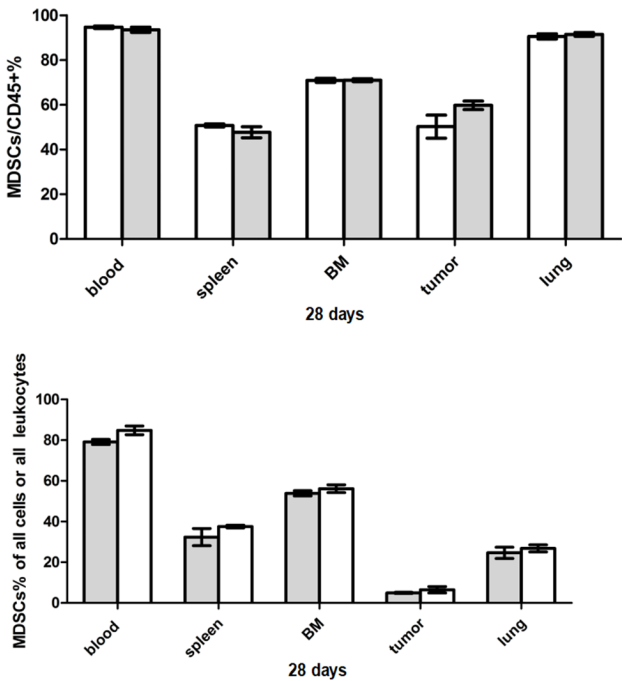 MDSCs/CD45+%
100
80
60
40
20
0
blood
spleen
BM
tumor
lung
28 days
MDSCs% of all cells or all leukocytes
100
80
60
40
20
0
blood
spleen
BM
tumor
lung
28 days